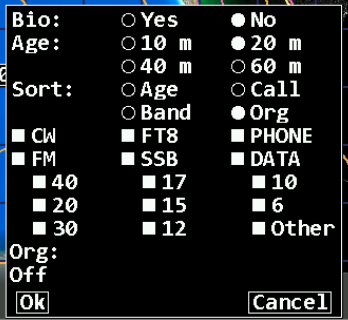 Bio: Yes No
Age: 10 m 20 m
40 m 60 m
Sort: Age Call
Band Org
CW FT8 PHONE
FM SSB DATA
40 17 10
20 15 6
30 12 Other
Org:
Off
Ok Cancel